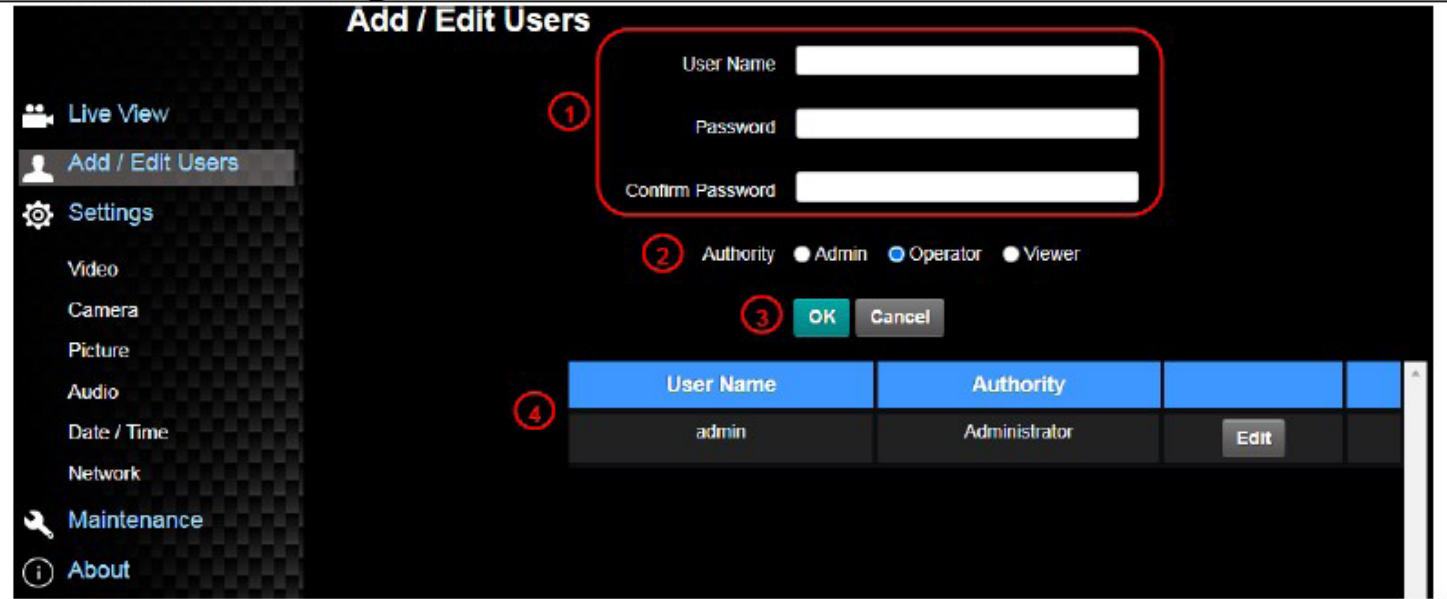 Add / Edit Users
Live View
Add / Edit Users
Settings
Video
Camera
Picture
Audio
Date / Time
Network
Maintenance
About
1
User Name
Password
Confirm Password
2 Authority Admin Operator Viewer
3 OK Cancel
4
User Name Authority
admin Administrator Edit